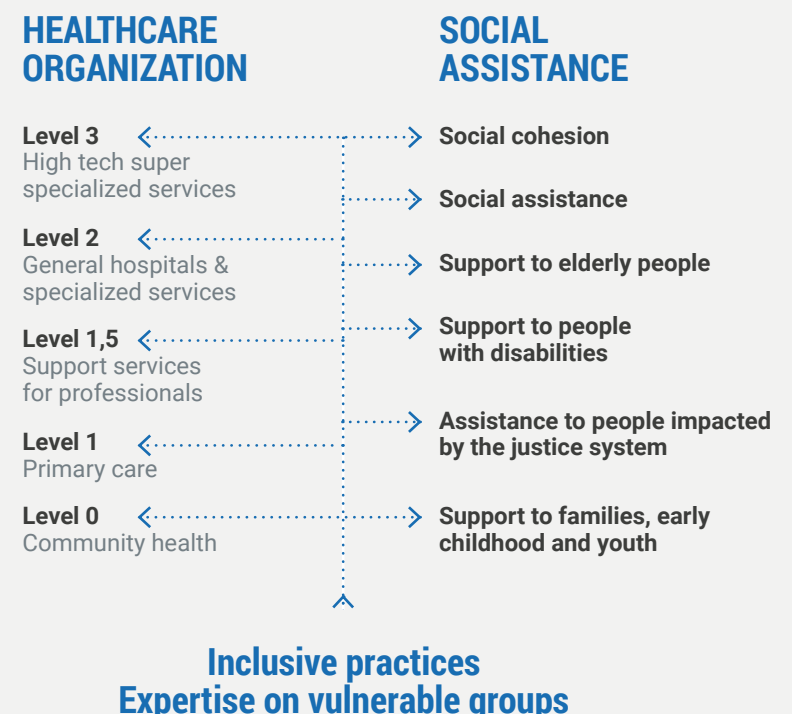 HEALTHCARE
ORGANIZATION
Level 3
High tech super
specialized services
Level 2
General hospitals &
specialized services
Level 1,5
Support services
for professionals
Level 1
Primary care
Level 0
Community health
SOCIAL
ASSISTANCE
Social cohesion
Social assistance
Support to elderly people
Support to people
with disabilities
Assistance to people impacted
by the justice system
Support to families, early
childhood and youth
Inclusive practices
Expertise on vulnerable groups